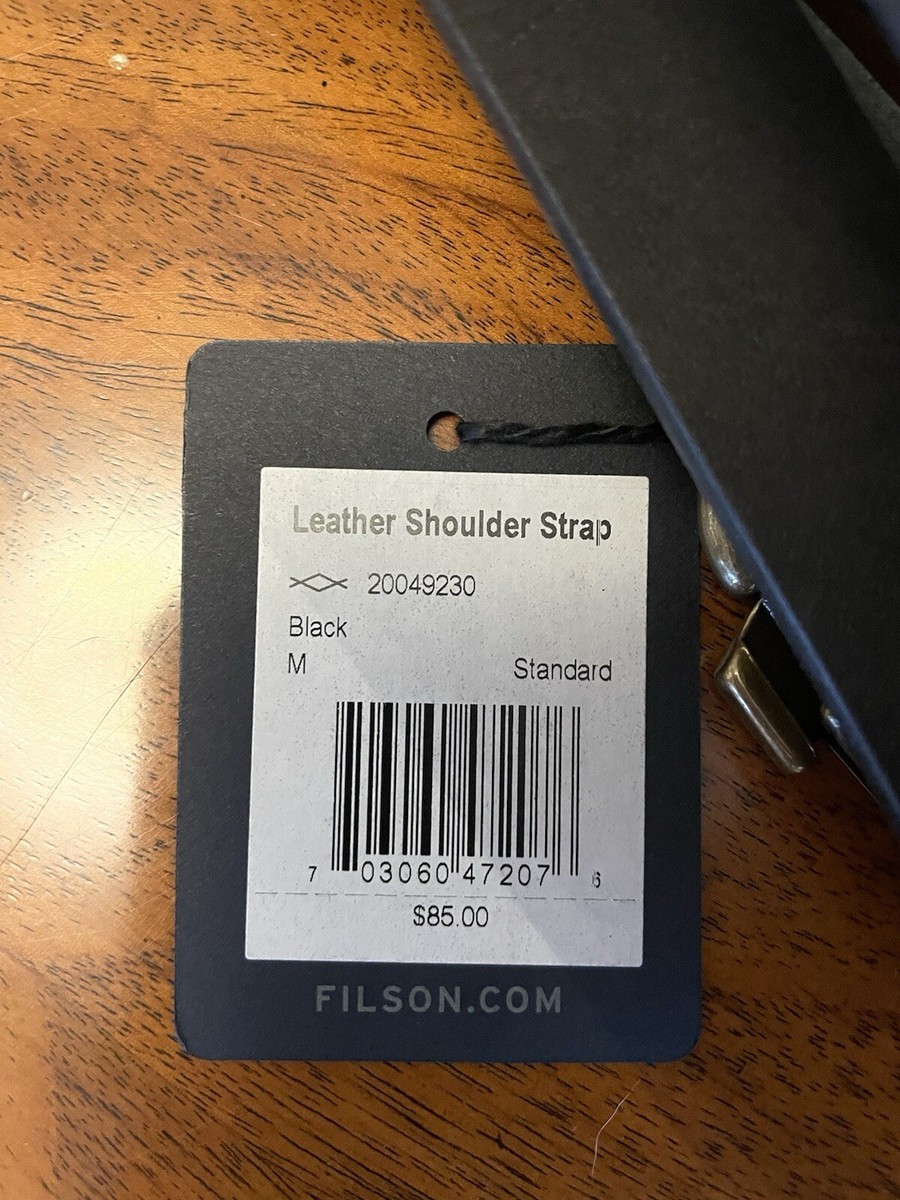 Leather Shoulder Strap
20049230
Black
M Standard
7 03060 47207 6
$85.00
FILSON.COM